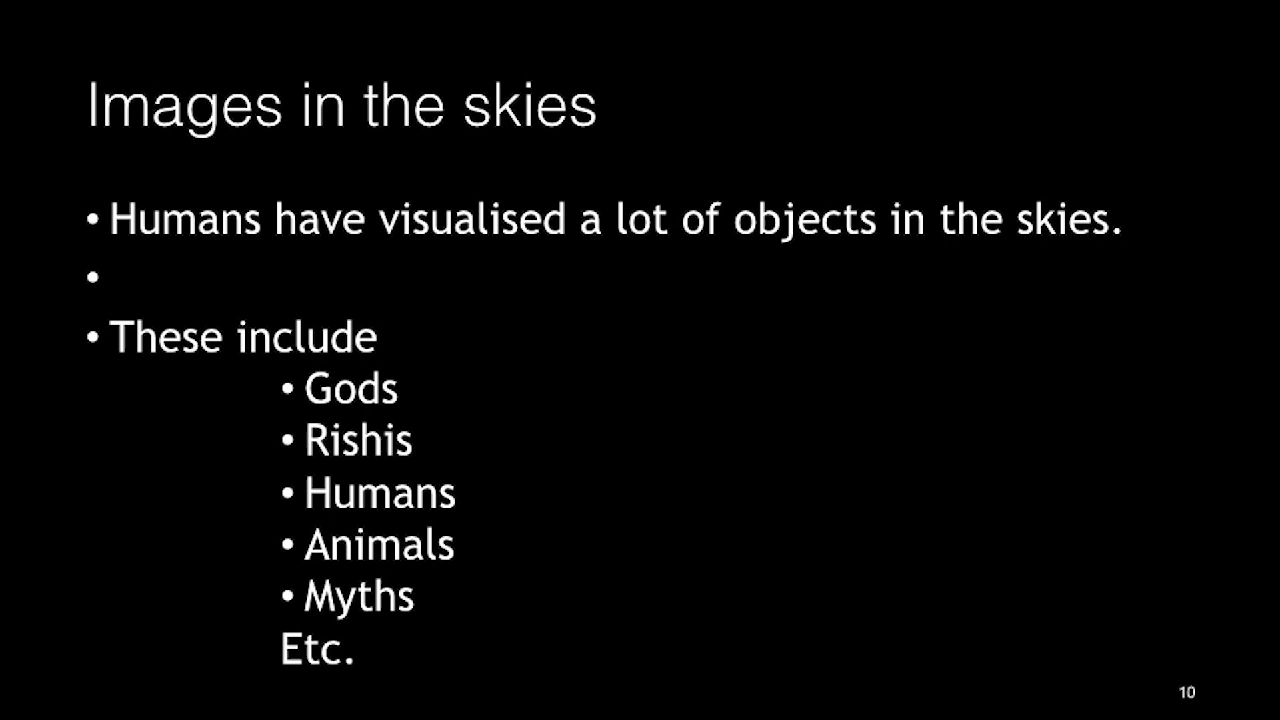 Images in the skies
• Humans have visualised a lot of objects in the skies.
•
• These include
• Gods
• Rishis
• Humans
• Animals
• Myths
Etc.
10